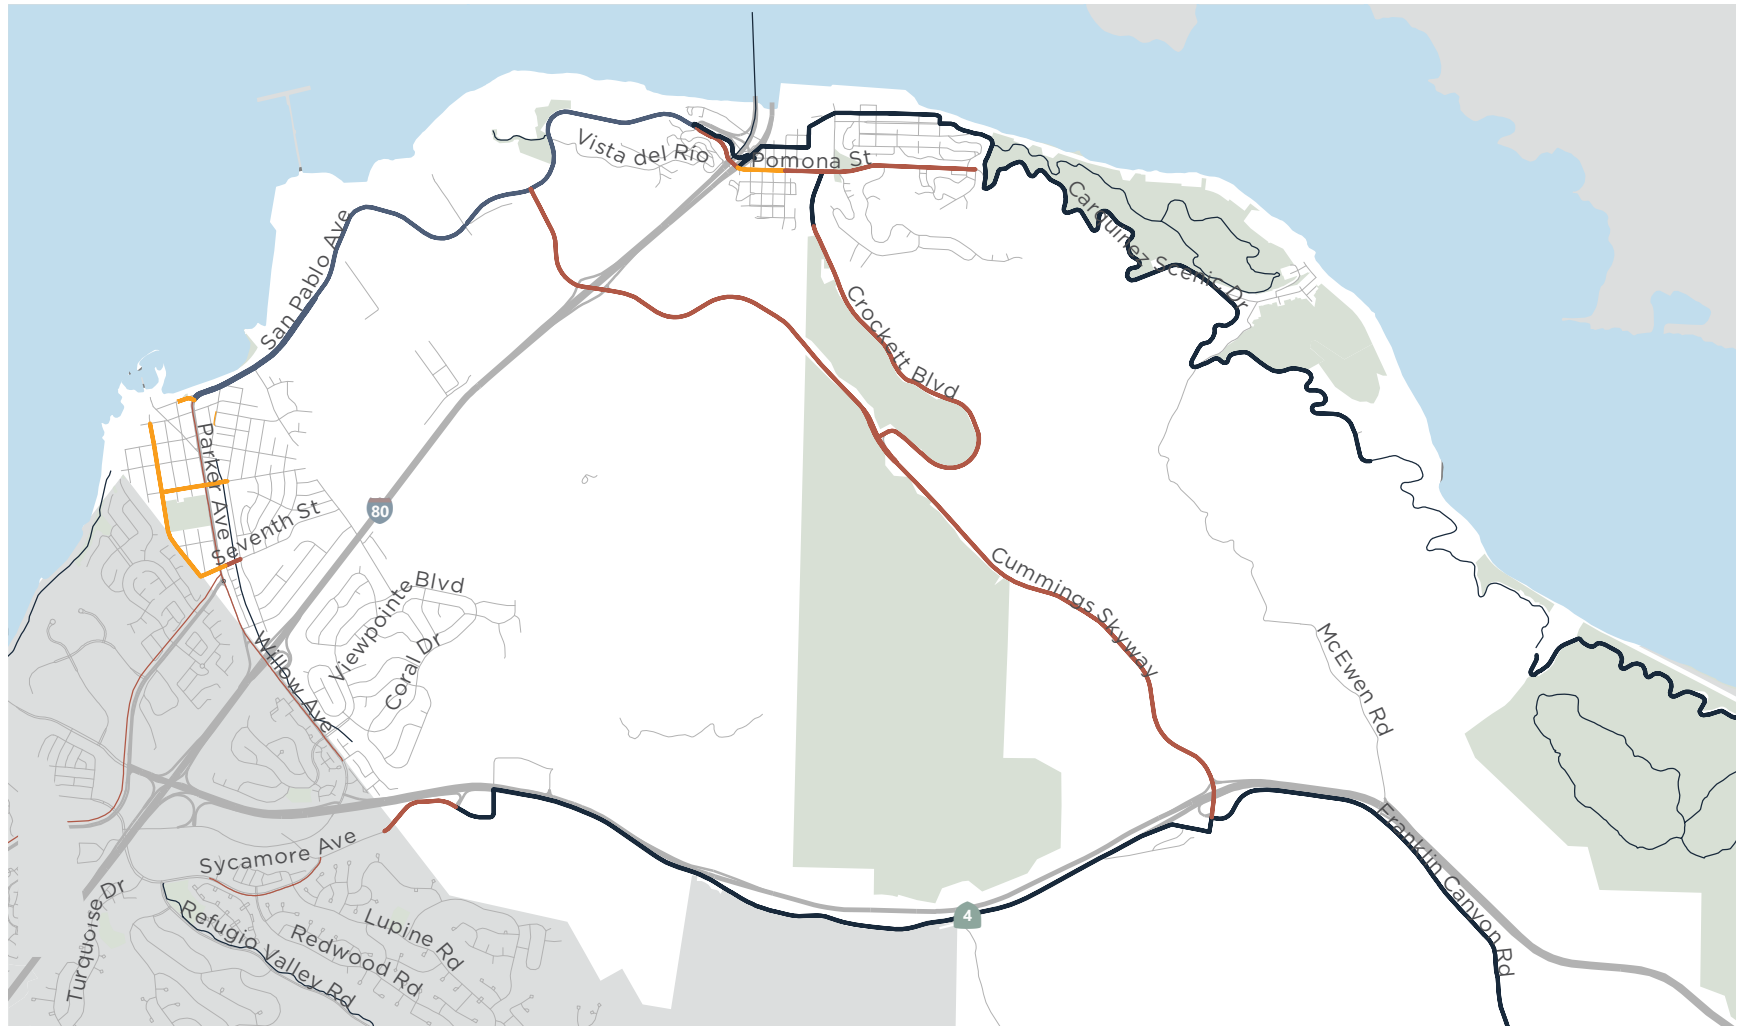 Vista del Rio
Pomona St
San Pablo Ave
Carquinez Scenic Dr
Crockett Blvd
Parker Ave
Seventh St
80
Cummings Skyway
Viewpointe Blvd
Coral Dr
Willow Ave
McEwen Rd
Sycamore Ave
Franklin Canyon Rd
Turquoise Dr
Refugio Valley Rd
Redwood Rd
Lupine Rd
4